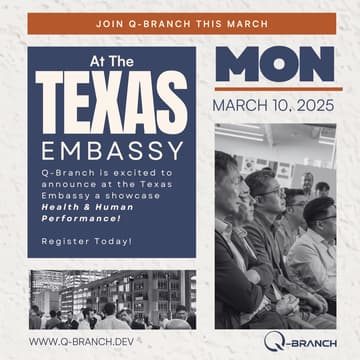 JOIN Q-BRANCH THIS MARCH
At The
TEXAS
EMBASSY
Q-Branch is excited to
announce at the Texas
Embassy a showcase
Health & Human
Performance!
Register Today!
MON
MARCH 10, 2025
WWW.Q-BRANCH.DEV
Q-BRANCH